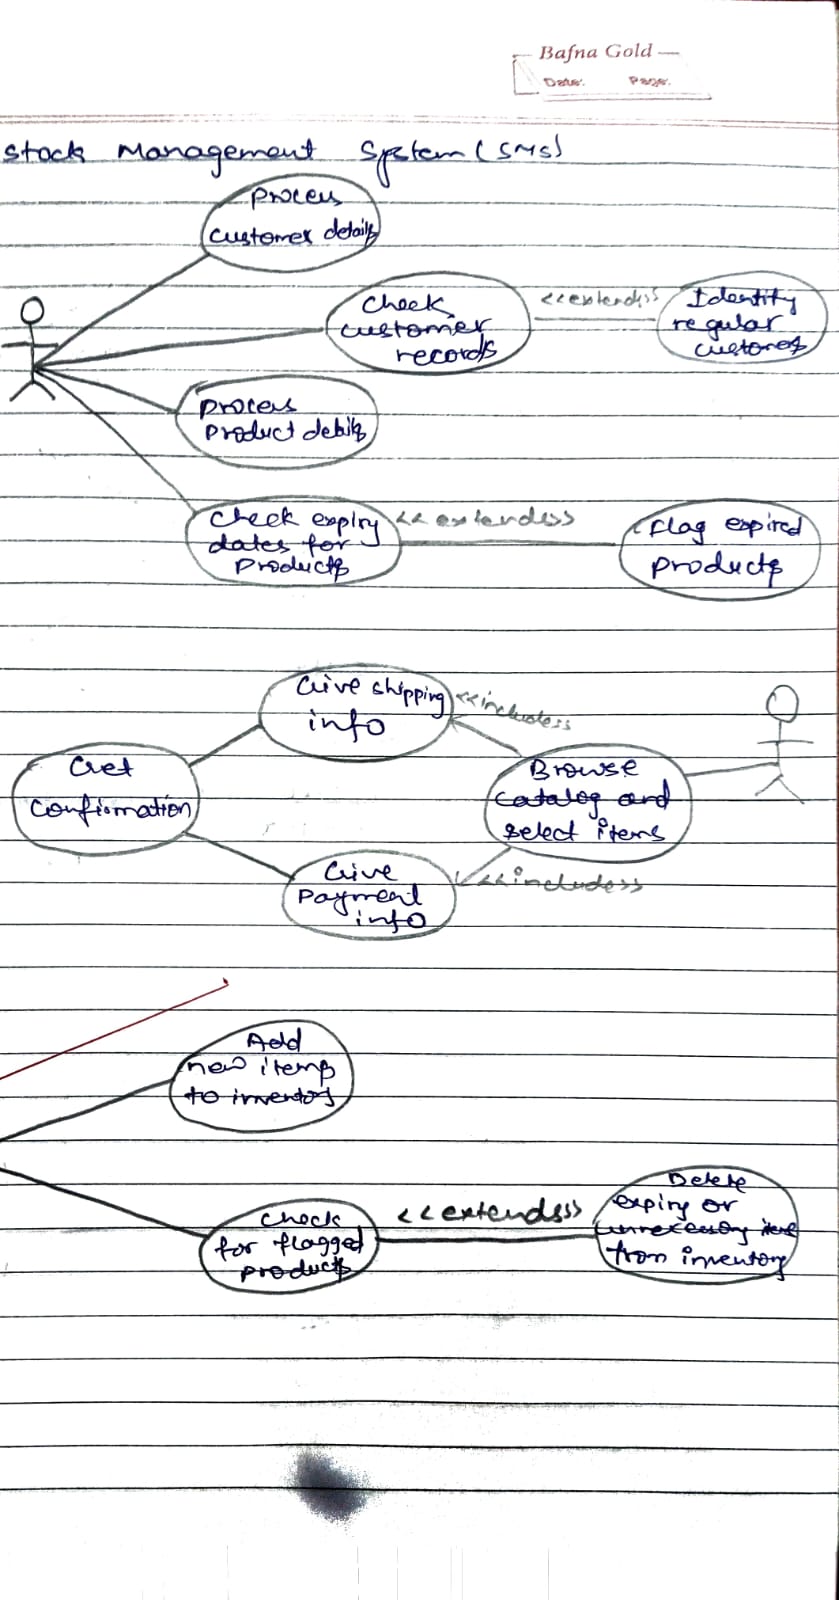 Bafna Gold
Date: Page:
Stock Management System (SMS)
Process
customer details
Check
customer
records
<<extends>>
Identity
regular
customers
Process
Product details
Check expiry
dates for
Products
<<extends>>
Flag expired
products
Give shipping
info
<<includes>>
Get
Confirmation
Browse
catalog and
select items
Give
Payment
info
<<includes>>
Add
new items
to inventory
Check
for flagged
products
<<extends>>
Delete
expiry or
unnecessary items
from inventory